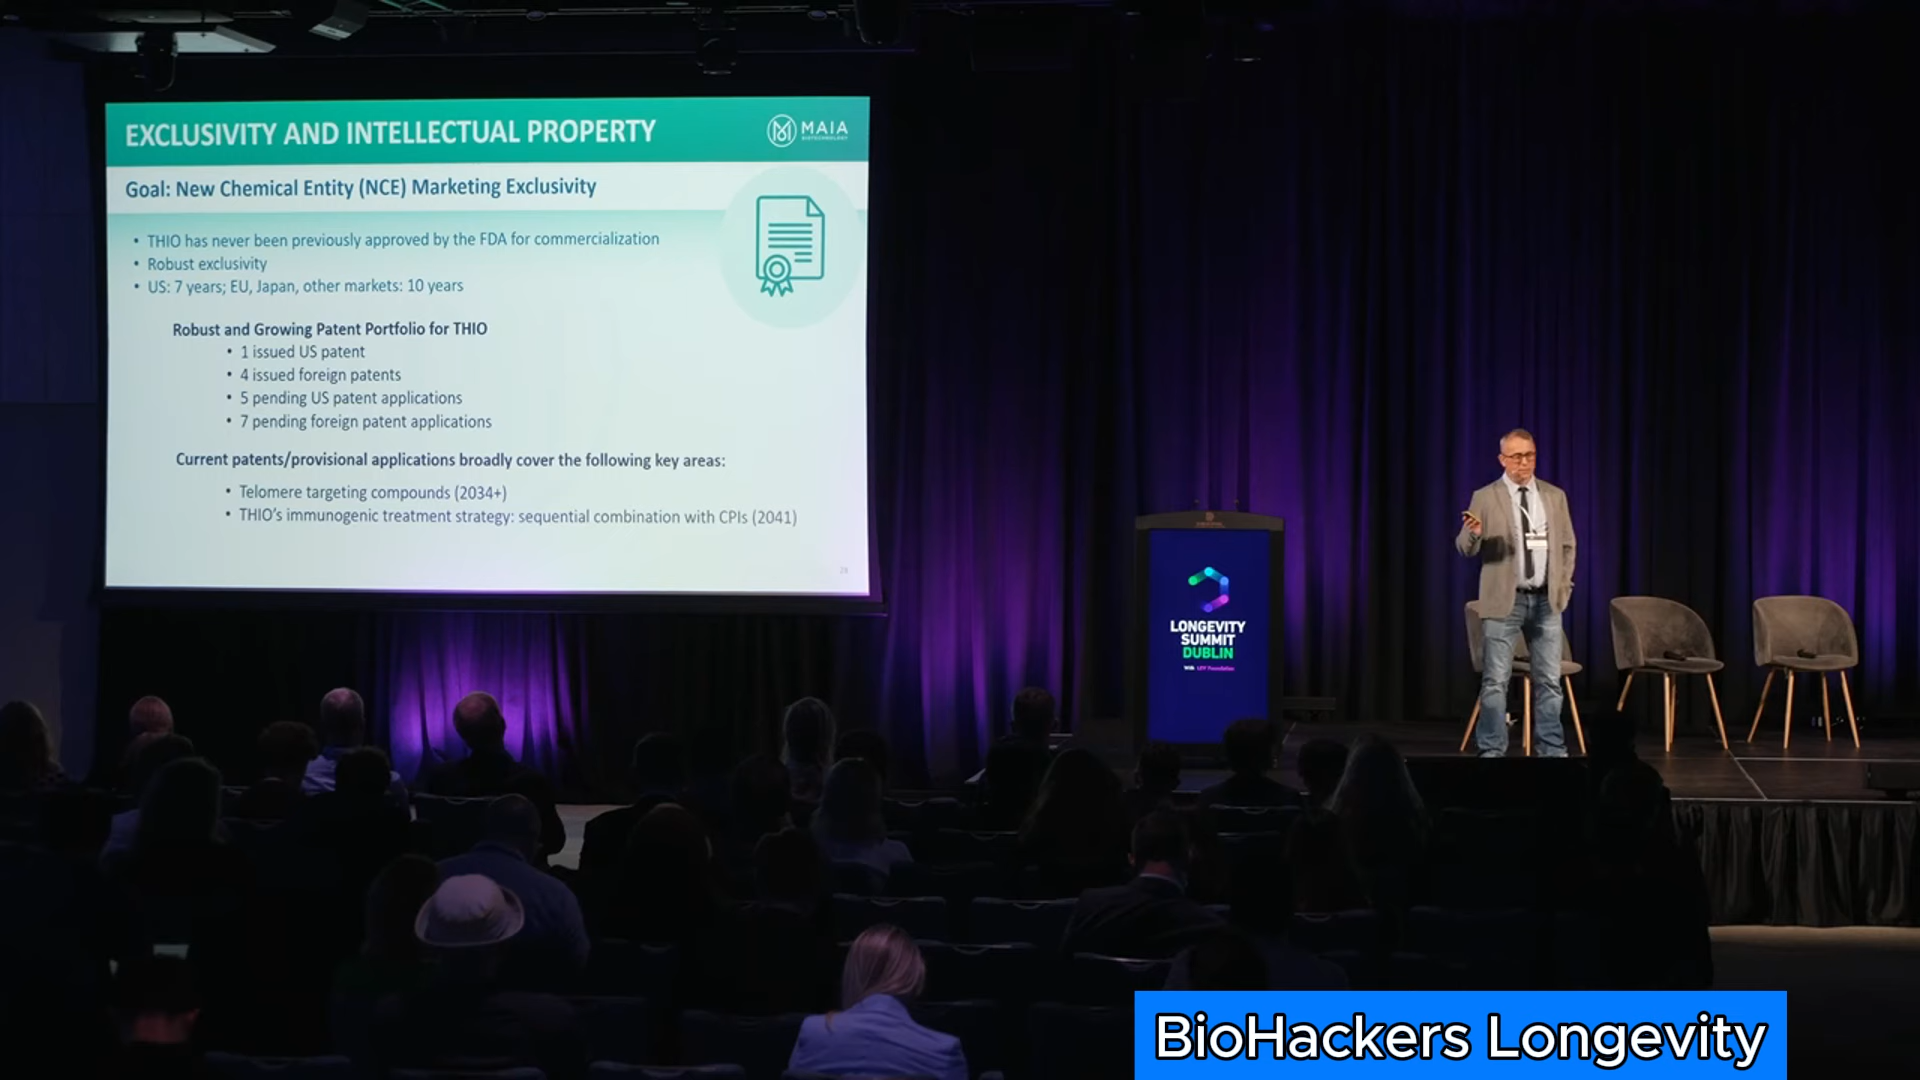 EXCLUSIVITY AND INTELLECTUAL PROPERTY
MAIA
BIOTECHNOLOGY
Goal: New Chemical Entity (NCE) Marketing Exclusivity
• THIO has never been previously approved by the FDA for commercialization
• Robust exclusivity
• US: 7 years; EU, Japan, other markets: 10 years
Robust and Growing Patent Portfolio for THIO
• 1 issued US patent
• 4 issued foreign patents
• 5 pending US patent applications
• 7 pending foreign patent applications
Current patents/provisional applications broadly cover the following key areas:
• Telomere targeting compounds (2034+)
• THIO's immunogenic treatment strategy: sequential combination with CPIs (2041)
LONGEVITY
SUMMIT
DUBLIN
With LEV Foundation
BioHackers Longevity